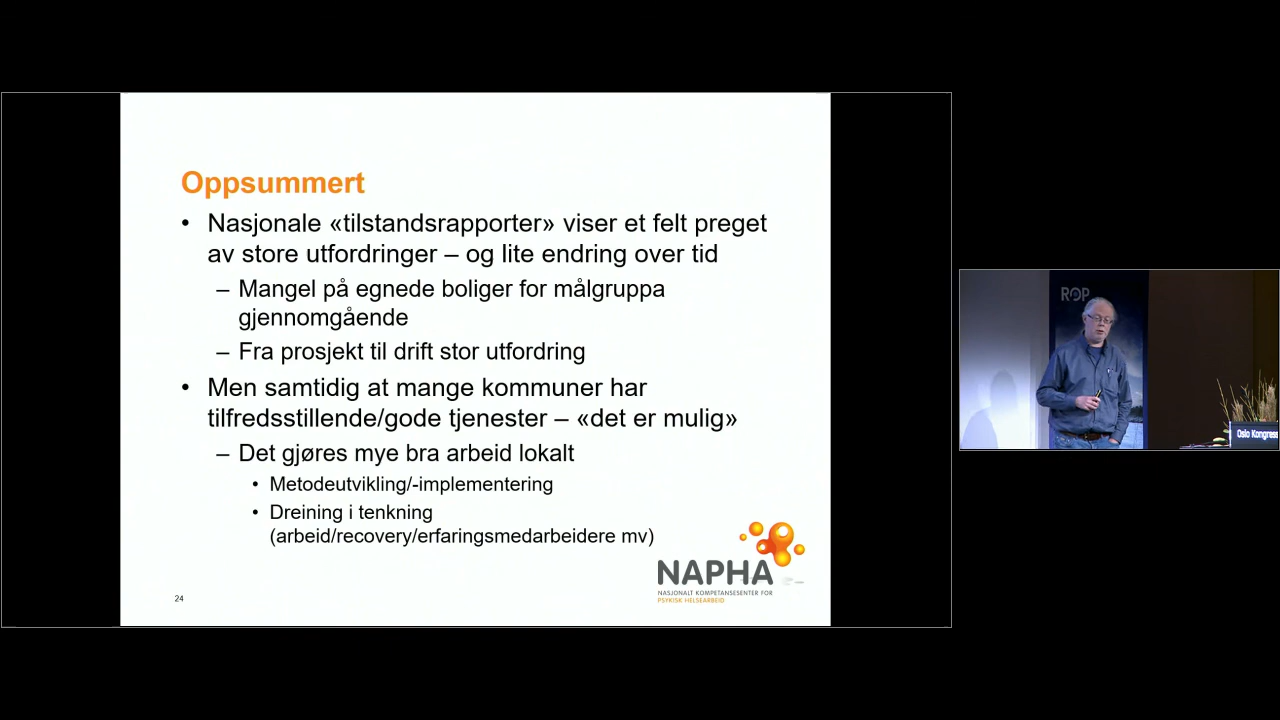 Oppsummert
• Nasjonale «tilstandsrapporter» viser et felt preget
av store utfordringer – og lite endring over tid
– Mangel på egnede boliger for målgruppa
gjennomgående
– Fra prosjekt til drift stor utfordring
• Men samtidig at mange kommuner har
tilfredsstillende/gode tjenester – «det er mulig»
– Det gjøres mye bra arbeid lokalt
• Metodeutvikling/-implementering
• Dreining i tenkning
(arbeid/recovery/erfaringsmedarbeidere mv)
NAPHA
NASJONALT KOMPETANSESENTER FOR
PSYKISK HELSEARBEID
24
ROP
Oslo Kongress